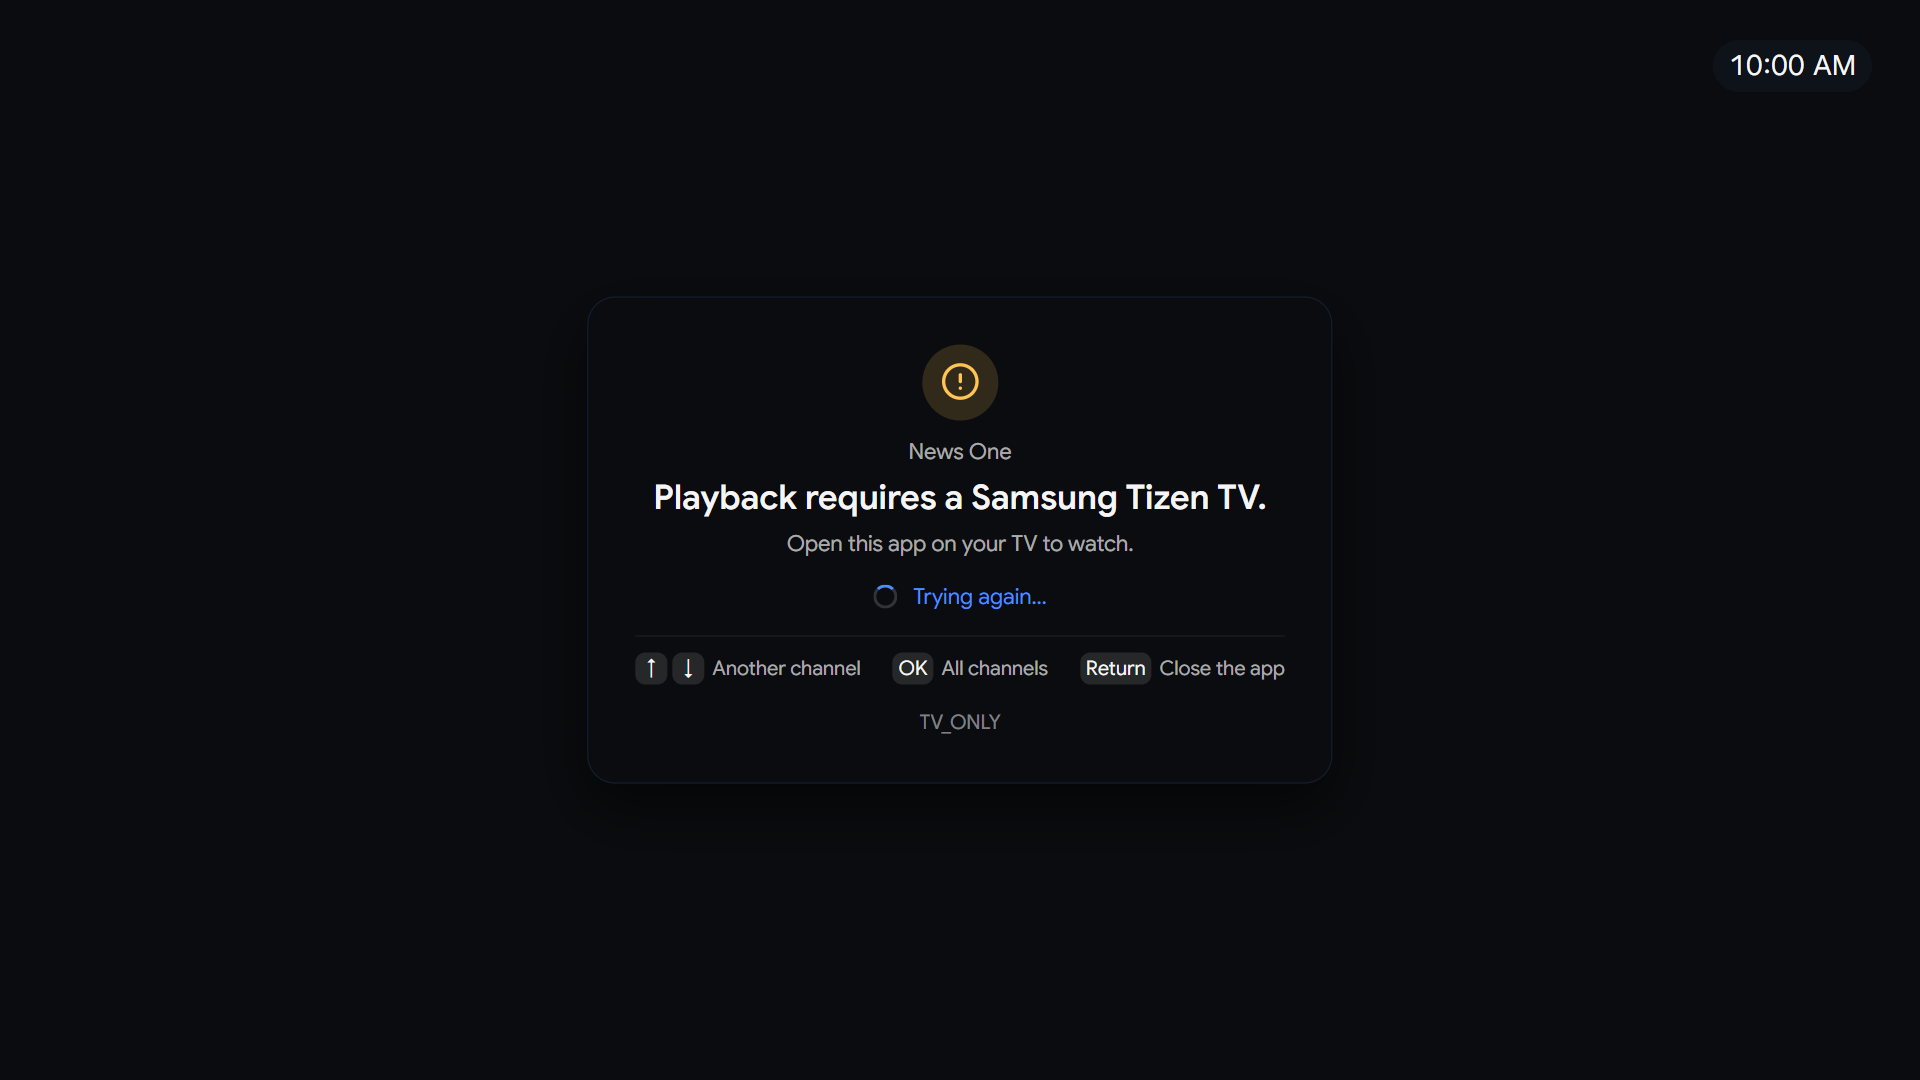 10:00 AM
News One
Playback requires a Samsung Tizen TV.
Open this app on your TV to watch.
Trying again...
↑ ↓ Another channel OK All channels Return Close the app
TV_ONLY